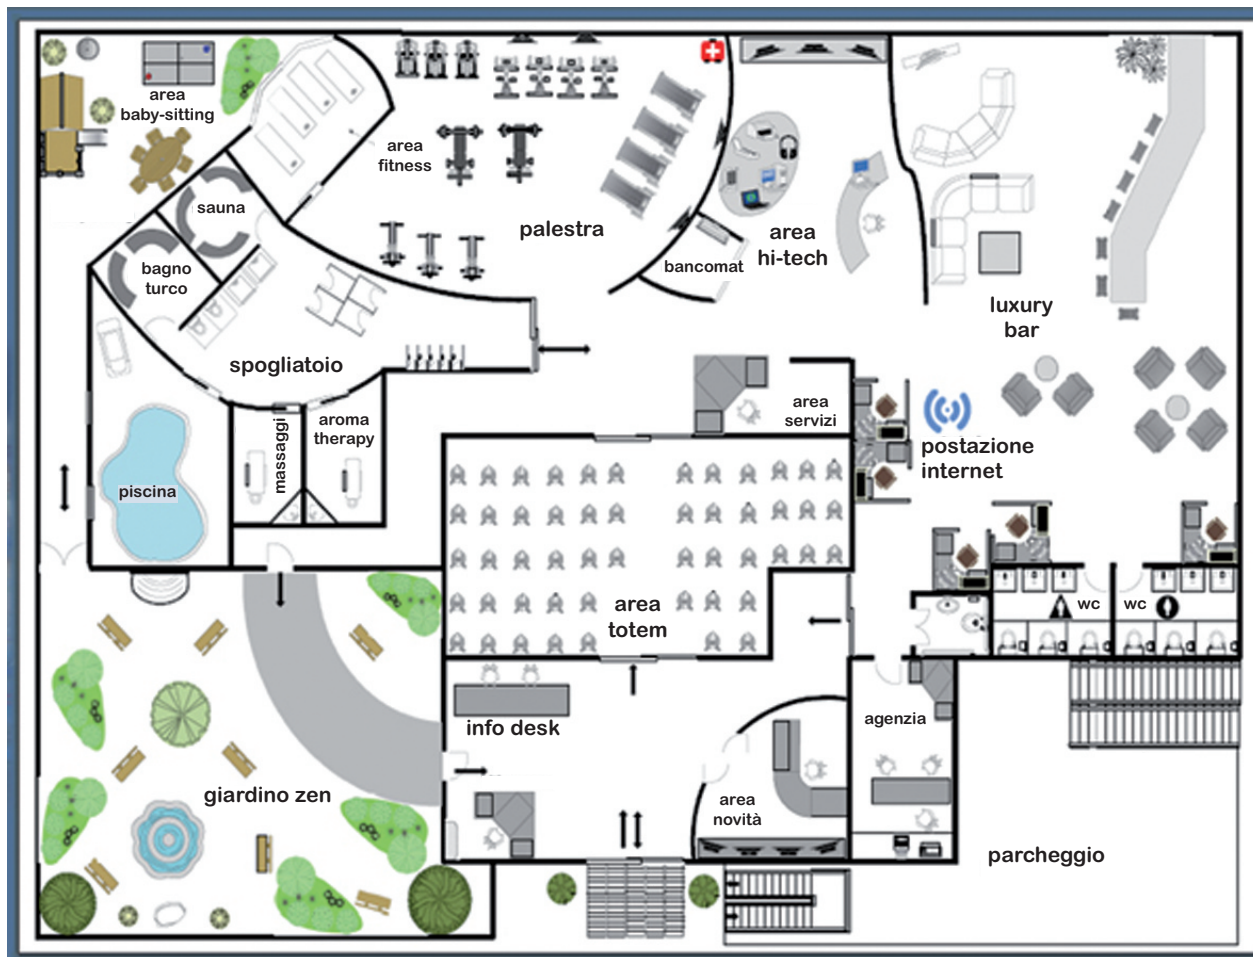 area
baby-sitting
area
fitness
sauna
palestra
area
hi-tech
bancomat
bagno
turco
luxury
bar
spogliatoio
area
servizi
aroma
therapy
massaggi
postazione
internet
piscina
area
totem
wc
wc
info desk
agenzia
giardino zen
area
novità
parcheggio